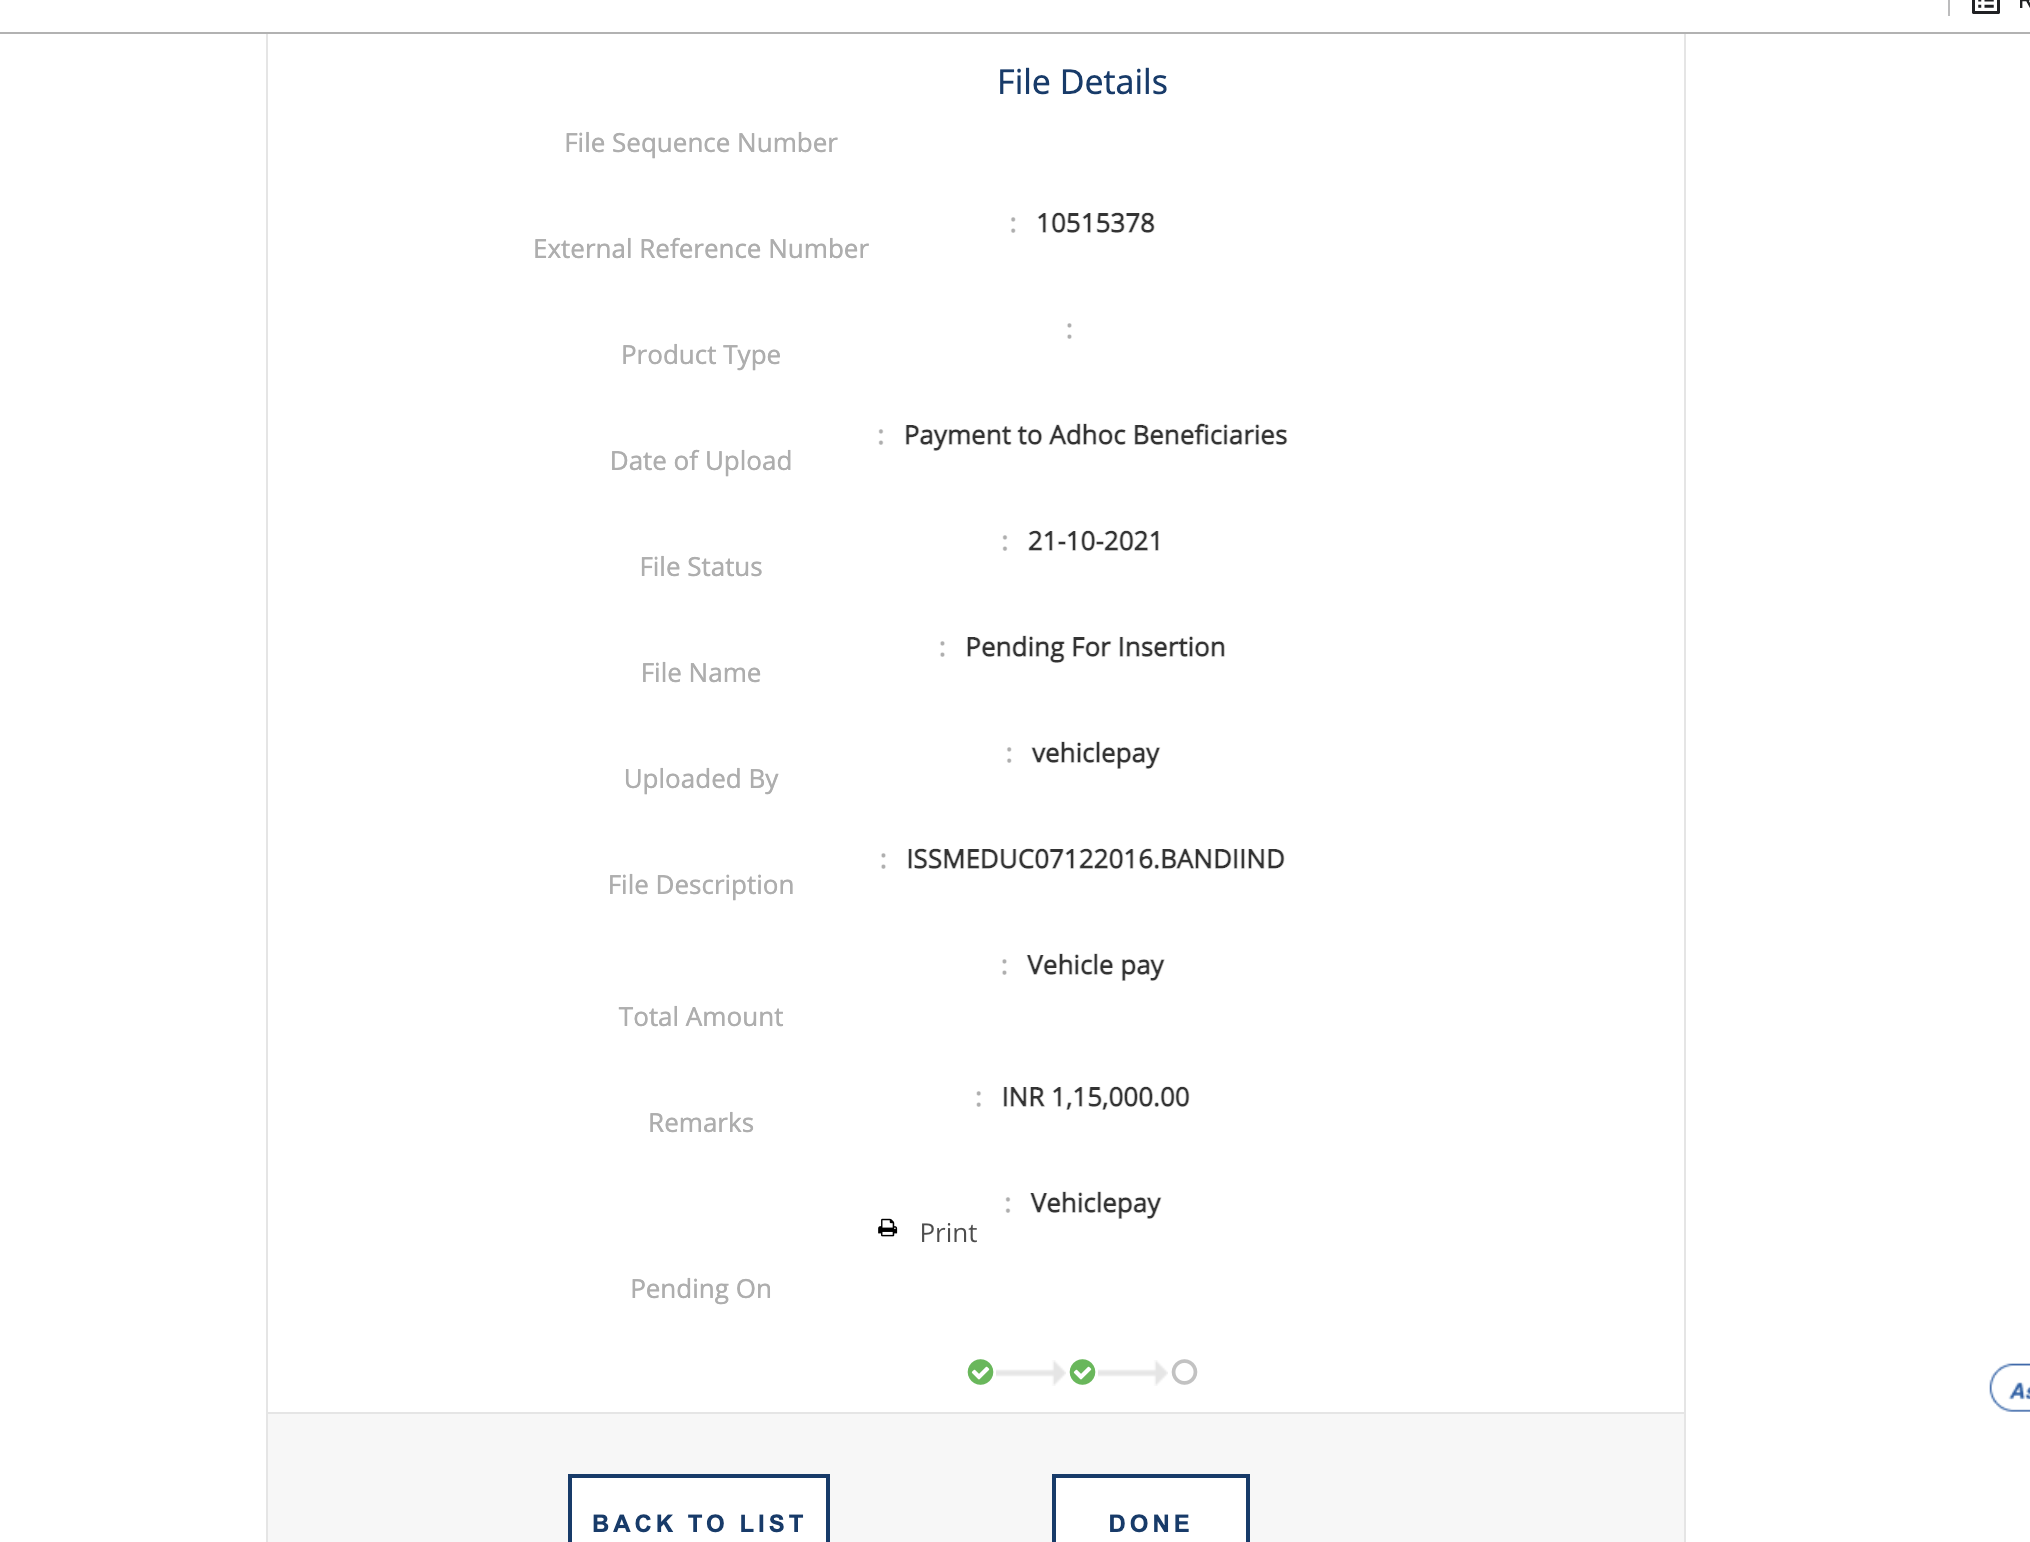 File Details
File Sequence Number
: 10515378
External Reference Number
:
Product Type
: Payment to Adhoc Beneficiaries
Date of Upload
: 21-10-2021
File Status
: Pending For Insertion
File Name
: vehiclepay
Uploaded By
: ISSMEDUC07122016.BANDIIND
File Description
: Vehicle pay
Total Amount
: INR 1,15,000.00
Remarks
: Vehiclepay
Print
Pending On
BACK TO LIST
DONE